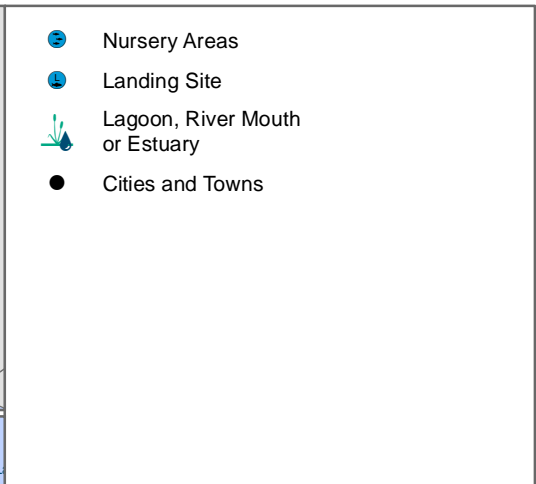 Nursery Areas
L
Landing Site
Lagoon, River Mouth
or Estuary
Cities and Towns